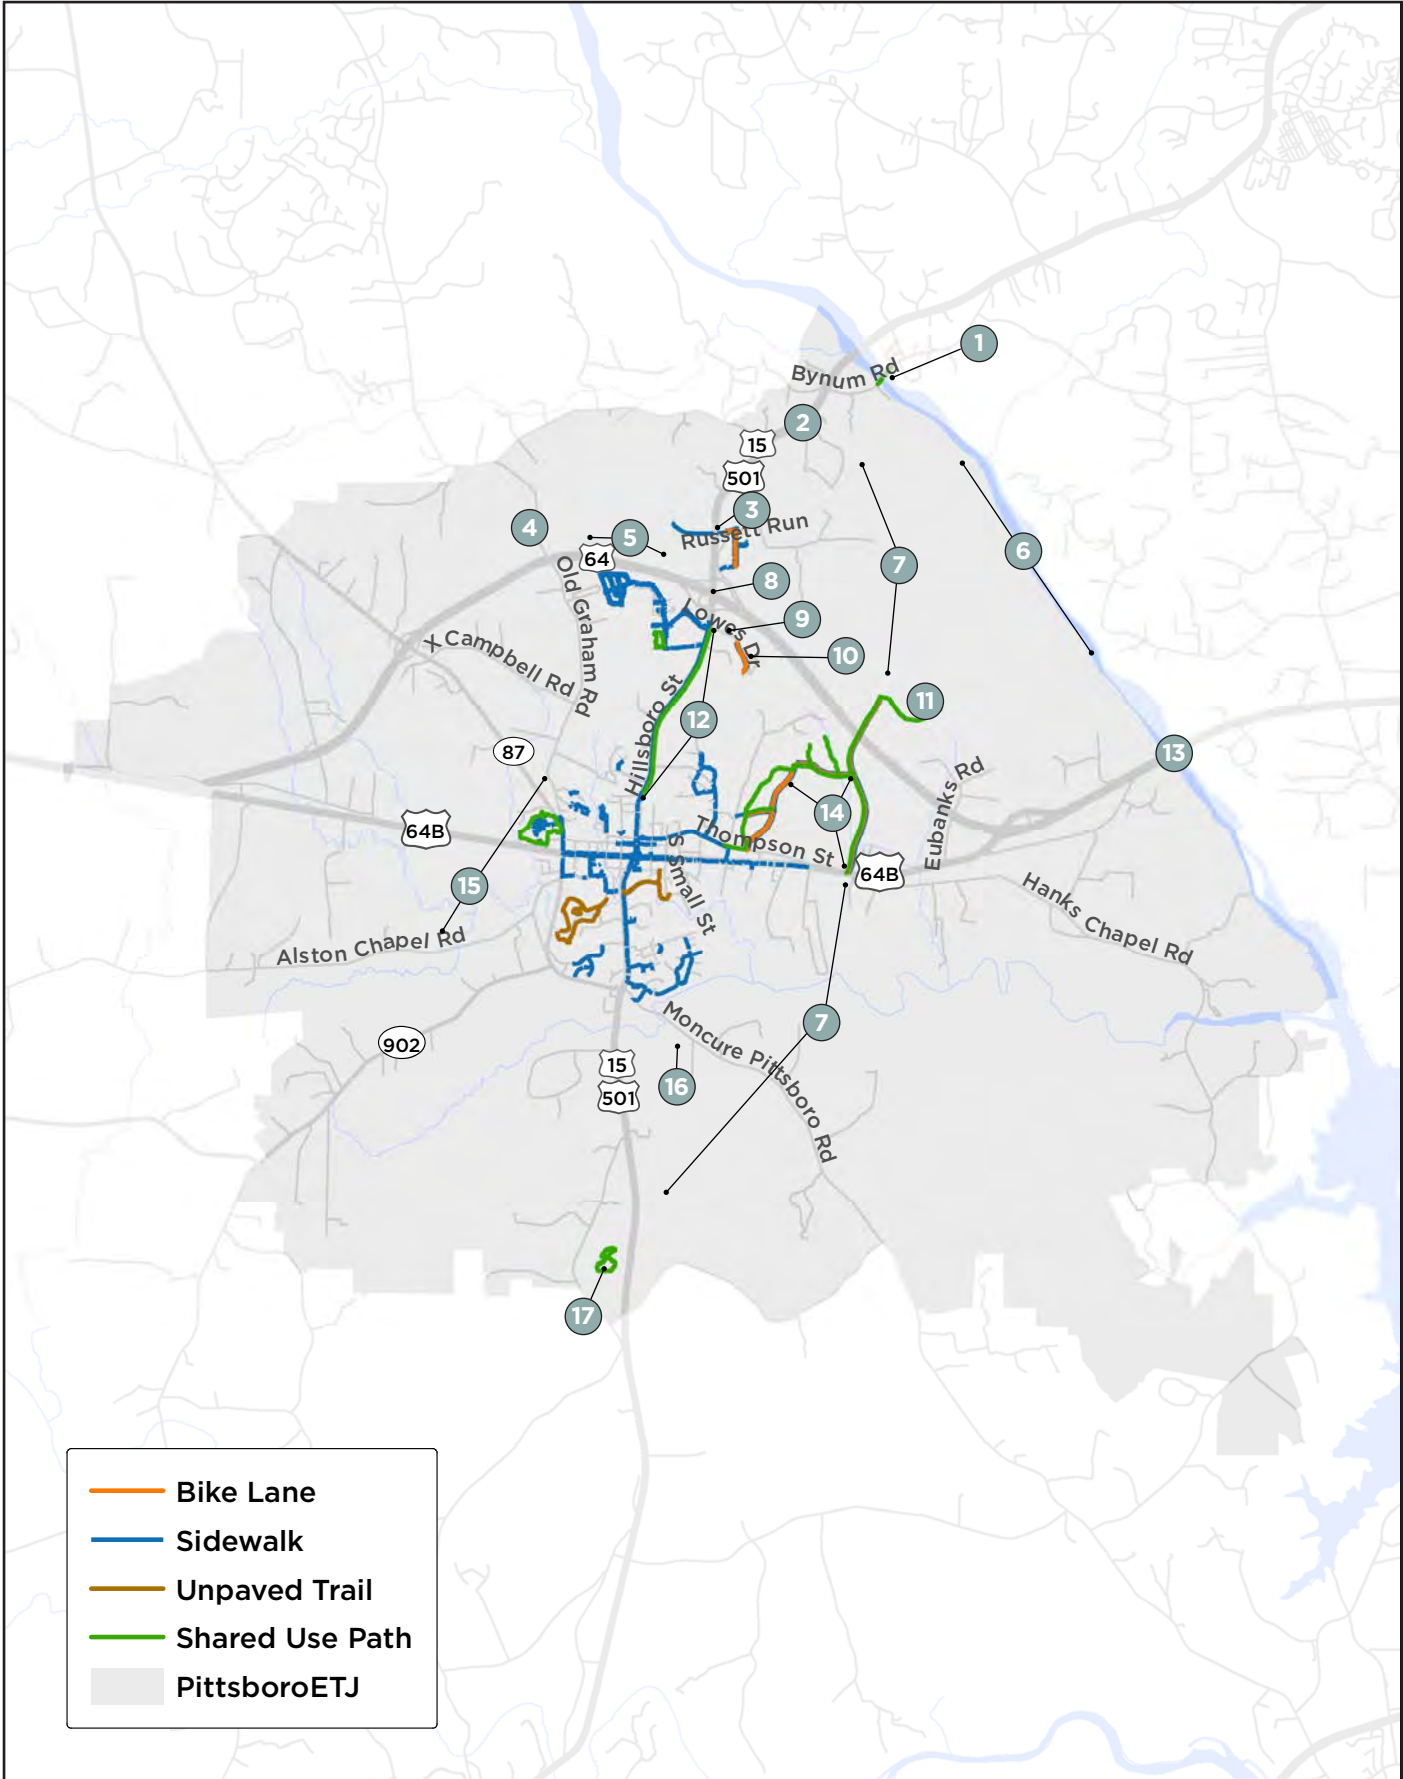 1
Bynum Rd
2
15
501
3
Russett Run
4
5
64
6
7
8
Old Graham Rd
Lowes Dr
9
X Campbell Rd
10
11
12
Hillsboro St
87
13
Eubanks Rd
14
64B
Thompson St
64B
S Small St
15
Hanks Chapel Rd
Alston Chapel Rd
7
902
Moncure Pittsboro Rd
15
501
16
17
Bike Lane
Sidewalk
Unpaved Trail
Shared Use Path
PittsboroETJ